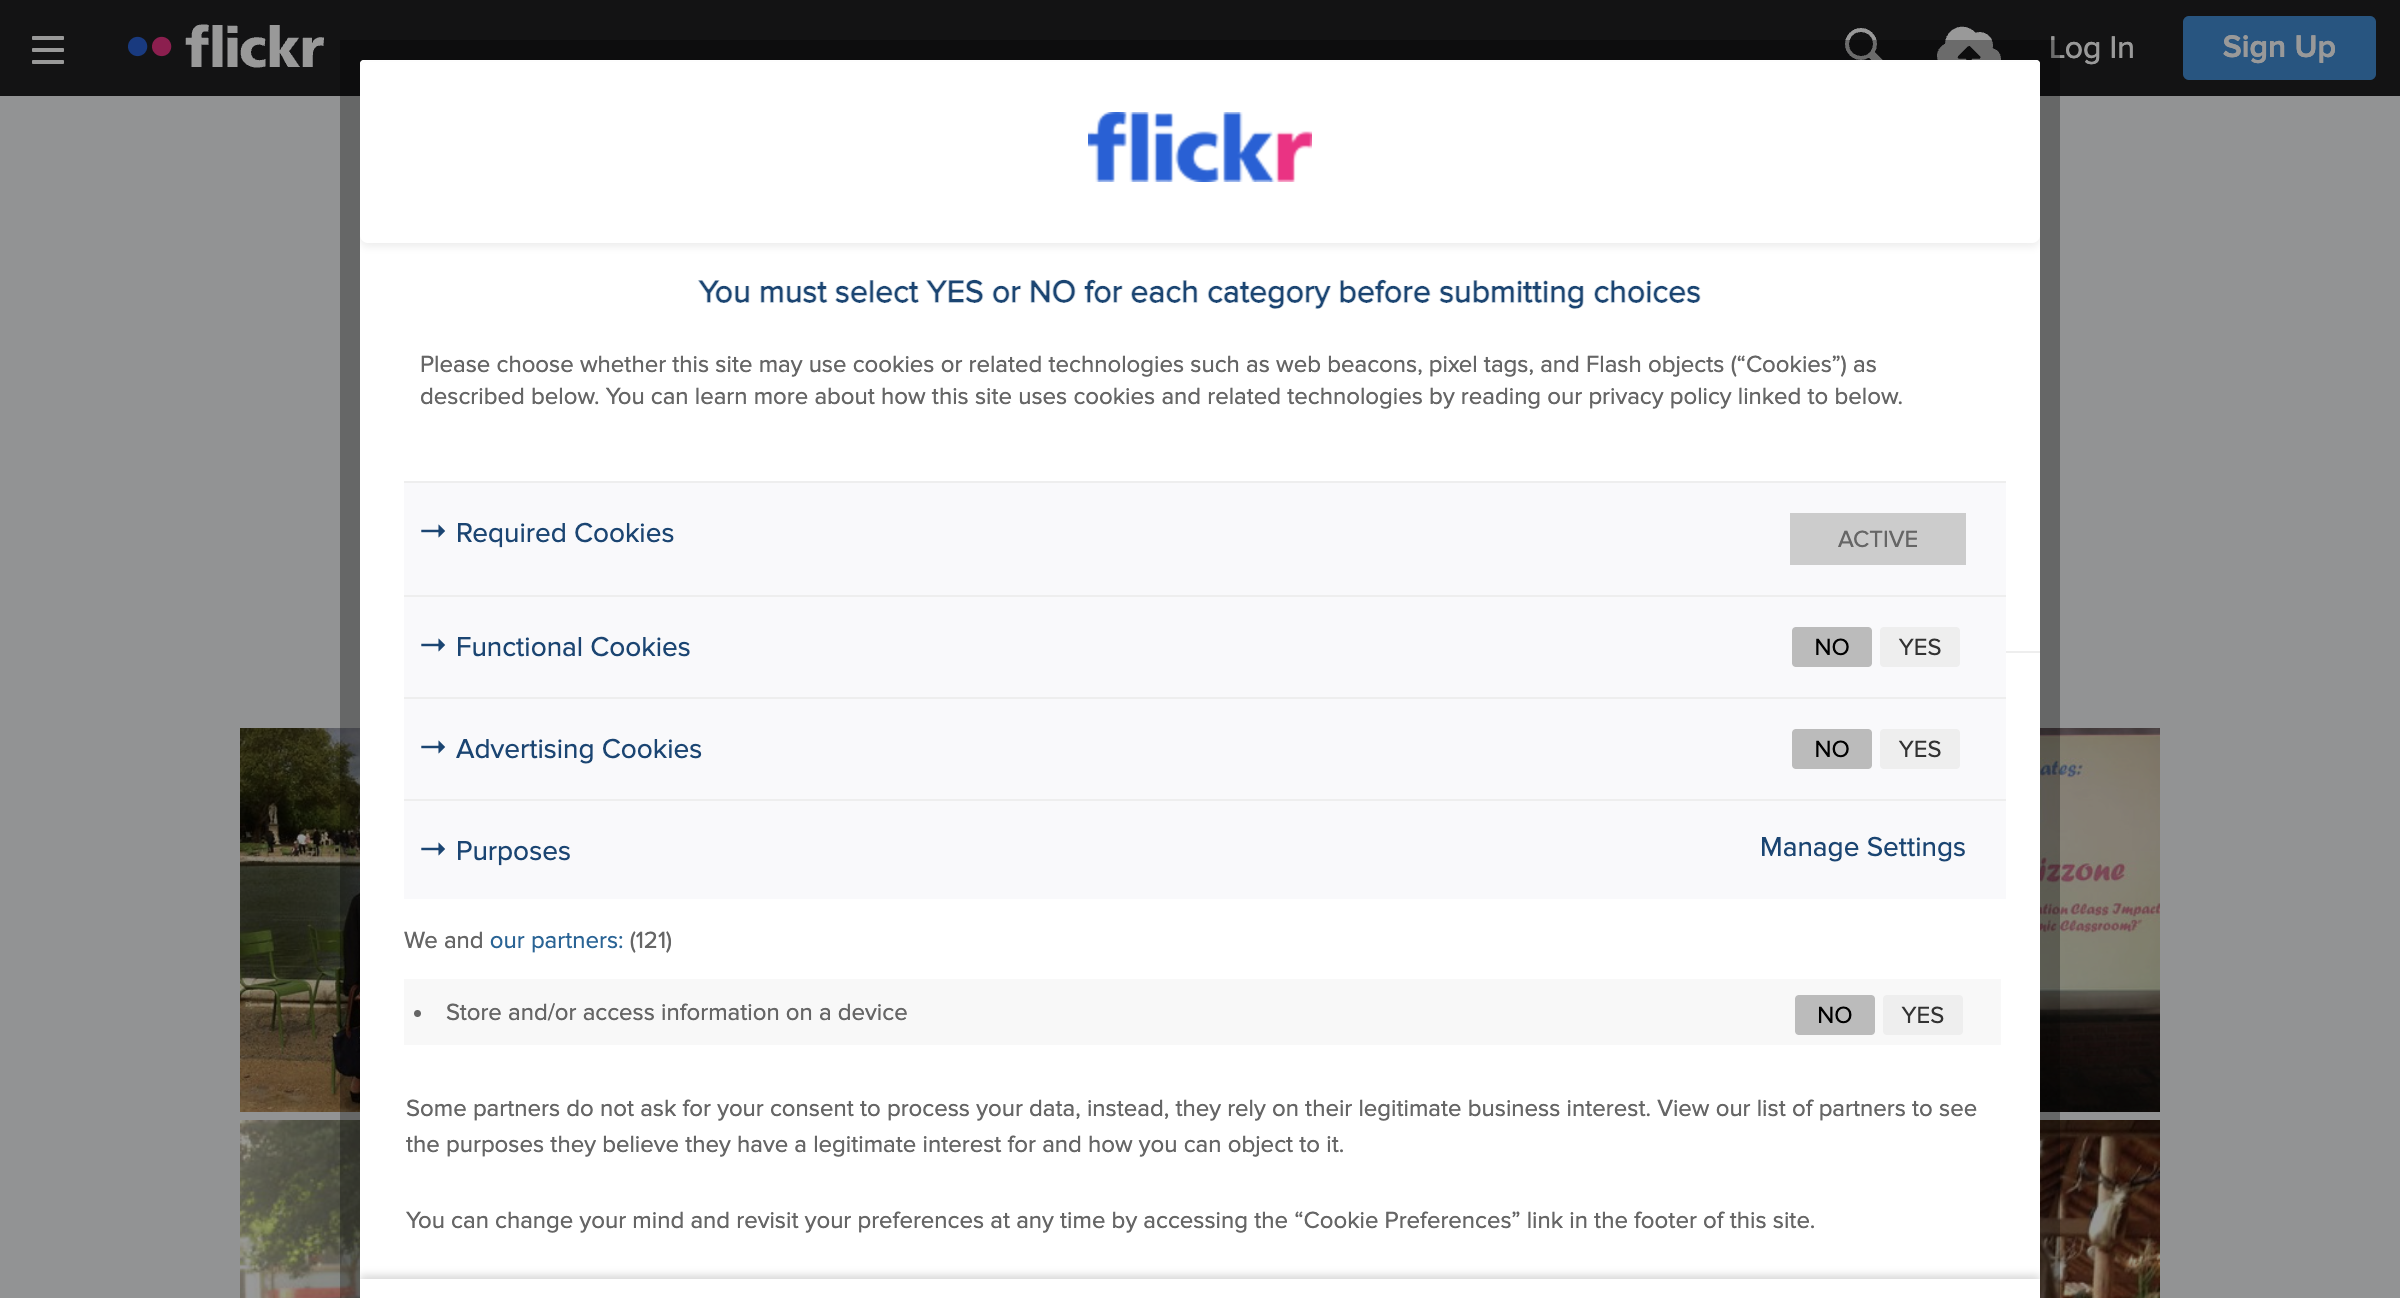 flickr
Log In
Sign Up
flickr
You must select YES or NO for each category before submitting choices
Please choose whether this site may use cookies or related technologies such as web beacons, pixel tags, and Flash objects (“Cookies”) as
described below. You can learn more about how this site uses cookies and related technologies by reading our privacy policy linked to below.
→ Required Cookies
ACTIVE
→ Functional Cookies
NO YES
→ Advertising Cookies
NO YES
→ Purposes
Manage Settings
We and our partners: (121)
• Store and/or access information on a device
NO YES
Some partners do not ask for your consent to process your data, instead, they rely on their legitimate business interest. View our list of partners to see
the purposes they believe they have a legitimate interest for and how you can object to it.
You can change your mind and revisit your preferences at any time by accessing the “Cookie Preferences” link in the footer of this site.
ates:
izzone
Class Impact
Classroom?"